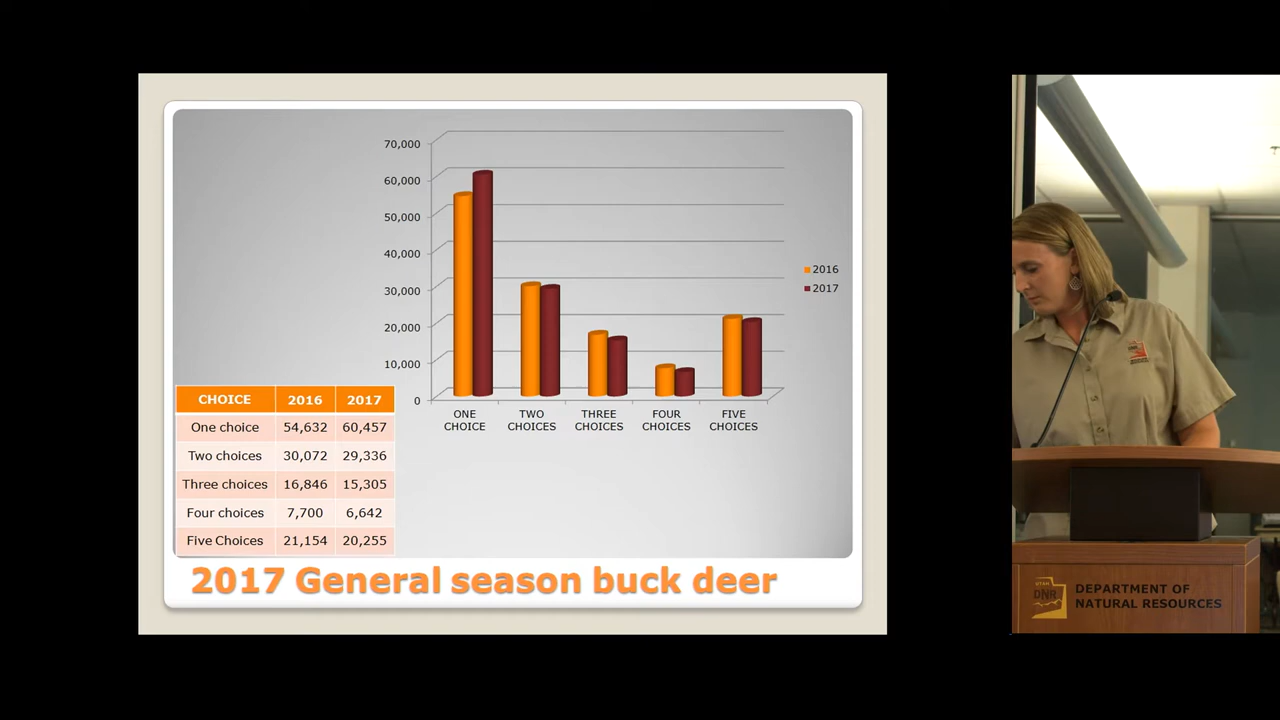 70,000
60,000
50,000
40,000
30,000
20,000
10,000
0
ONE CHOICE
TWO CHOICES
THREE CHOICES
FOUR CHOICES
FIVE CHOICES
2016
2017
CHOICE 2016 2017
One choice 54,632 60,457
Two choices 30,072 29,336
Three choices 16,846 15,305
Four choices 7,700 6,642
Five Choices 21,154 20,255
2017 General season buck deer
DNR
UTAH
DNR
DEPARTMENT OF
NATURAL RESOURCES